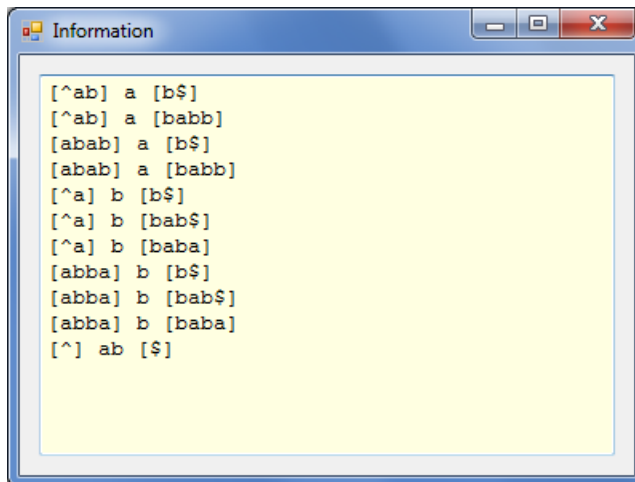 Information
[^ab] a [b$]
[^ab] a [babb]
[abab] a [b$]
[abab] a [babb]
[^a] b [b$]
[^a] b [bab$]
[^a] b [baba]
[abba] b [b$]
[abba] b [bab$]
[abba] b [baba]
[^] ab [$]